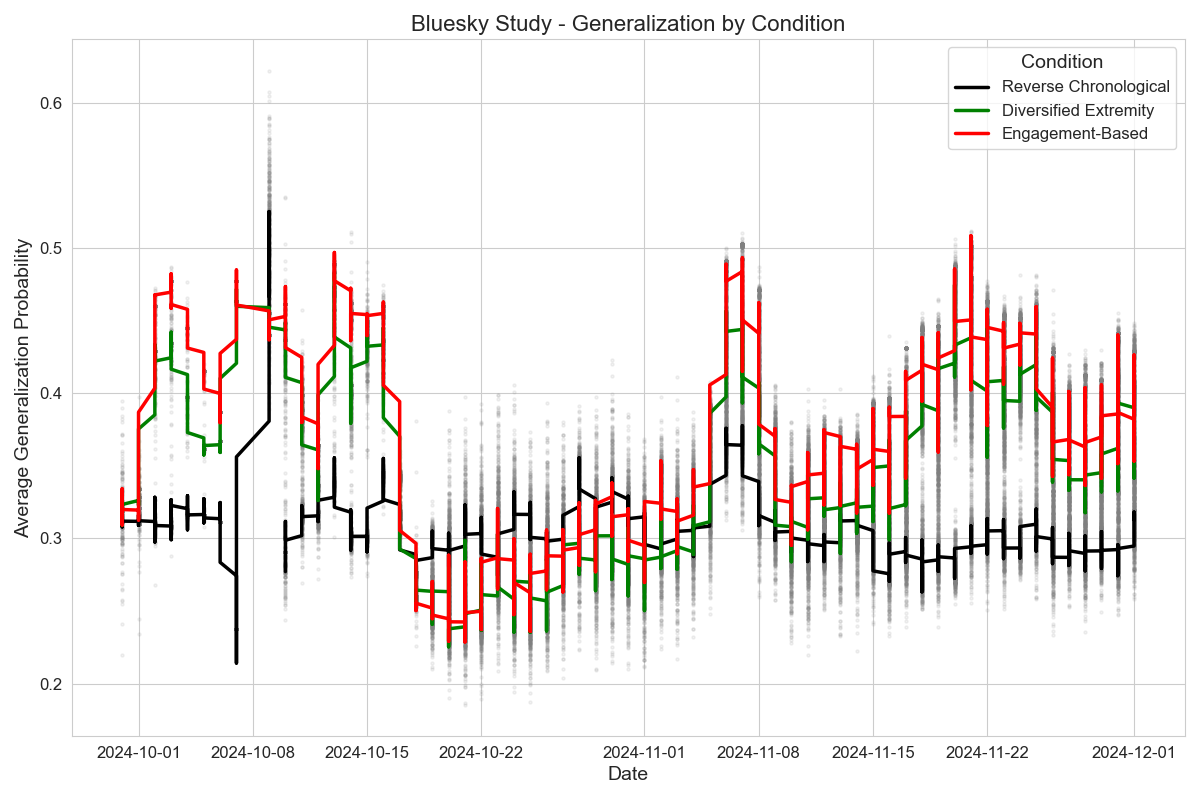 Bluesky Study - Generalization by Condition
Condition
Reverse Chronological
Diversified Extremity
Engagement-Based
Average Generalization Probability
0.6
0.5
0.4
0.3
0.2
2024-10-01 2024-10-08 2024-10-15 2024-10-22 2024-11-01 2024-11-08 2024-11-15 2024-11-22 2024-12-01
Date